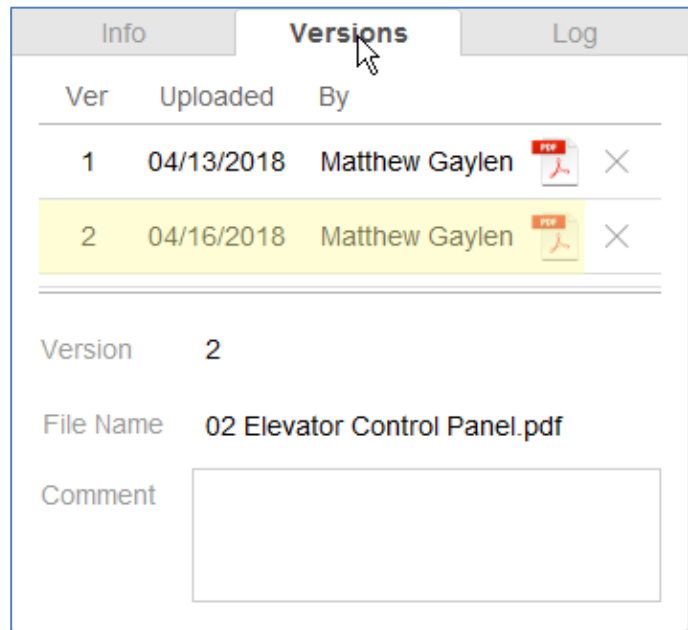 Info Versions Log
Ver Uploaded By
1 04/13/2018 Matthew Gaylen PDF
2 04/16/2018 Matthew Gaylen PDF
Version 2
File Name 02 Elevator Control Panel.pdf
Comment